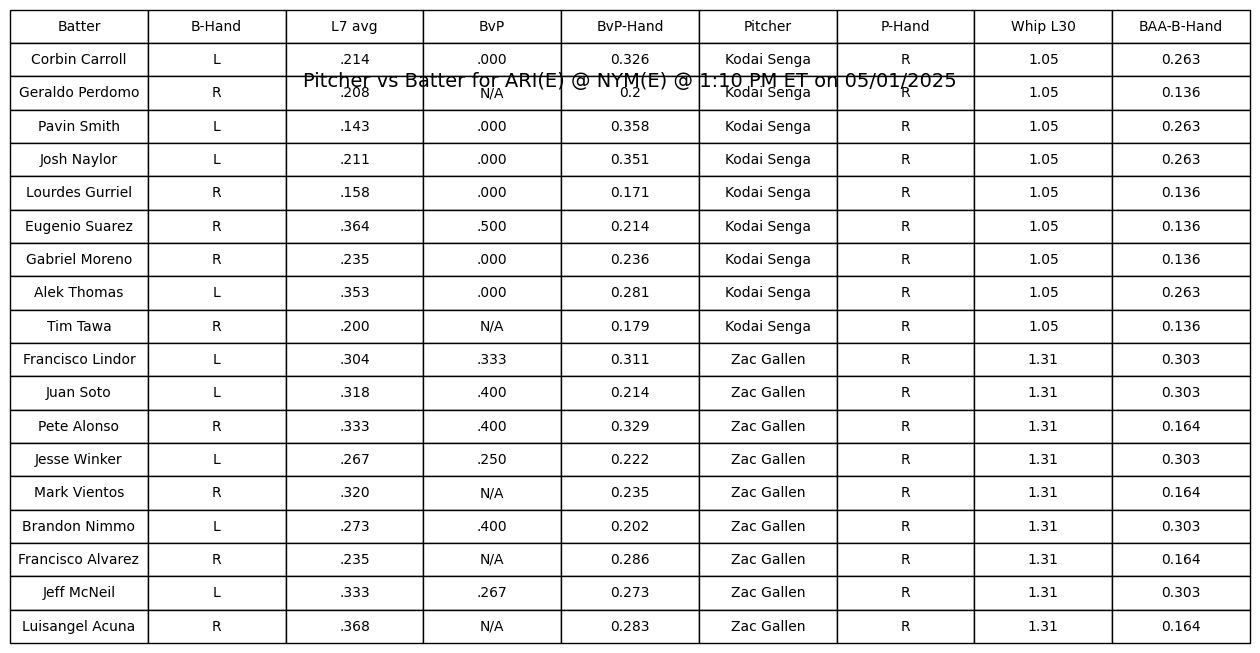 Batter B-Hand L7 avg BvP BvP-Hand Pitcher P-Hand Whip L30 BAA-B-Hand
Corbin Carroll L .214 .000 0.326 Kodai Senga R 1.05 0.263
Pitcher vs Batter for ARI(E) @ NYM(E) @ 1:10 PM ET on 05/01/2025
Geraldo Perdomo R .208 N/A 0.2 Kodai Senga R 1.05 0.136
Pavin Smith L .143 .000 0.358 Kodai Senga R 1.05 0.263
Josh Naylor L .211 .000 0.351 Kodai Senga R 1.05 0.263
Lourdes Gurriel R .158 .000 0.171 Kodai Senga R 1.05 0.136
Eugenio Suarez R .364 .500 0.214 Kodai Senga R 1.05 0.136
Gabriel Moreno R .235 .000 0.236 Kodai Senga R 1.05 0.136
Alek Thomas L .353 .000 0.281 Kodai Senga R 1.05 0.263
Tim Tawa R .200 N/A 0.179 Kodai Senga R 1.05 0.136
Francisco Lindor L .304 .333 0.311 Zac Gallen R 1.31 0.303
Juan Soto L .318 .400 0.214 Zac Gallen R 1.31 0.303
Pete Alonso R .333 .400 0.329 Zac Gallen R 1.31 0.164
Jesse Winker L .267 .250 0.222 Zac Gallen R 1.31 0.303
Mark Vientos R .320 N/A 0.235 Zac Gallen R 1.31 0.164
Brandon Nimmo L .273 .400 0.202 Zac Gallen R 1.31 0.303
Francisco Alvarez R .235 N/A 0.286 Zac Gallen R 1.31 0.164
Jeff McNeil L .333 .267 0.273 Zac Gallen R 1.31 0.303
Luisangel Acuna R .368 N/A 0.283 Zac Gallen R 1.31 0.164